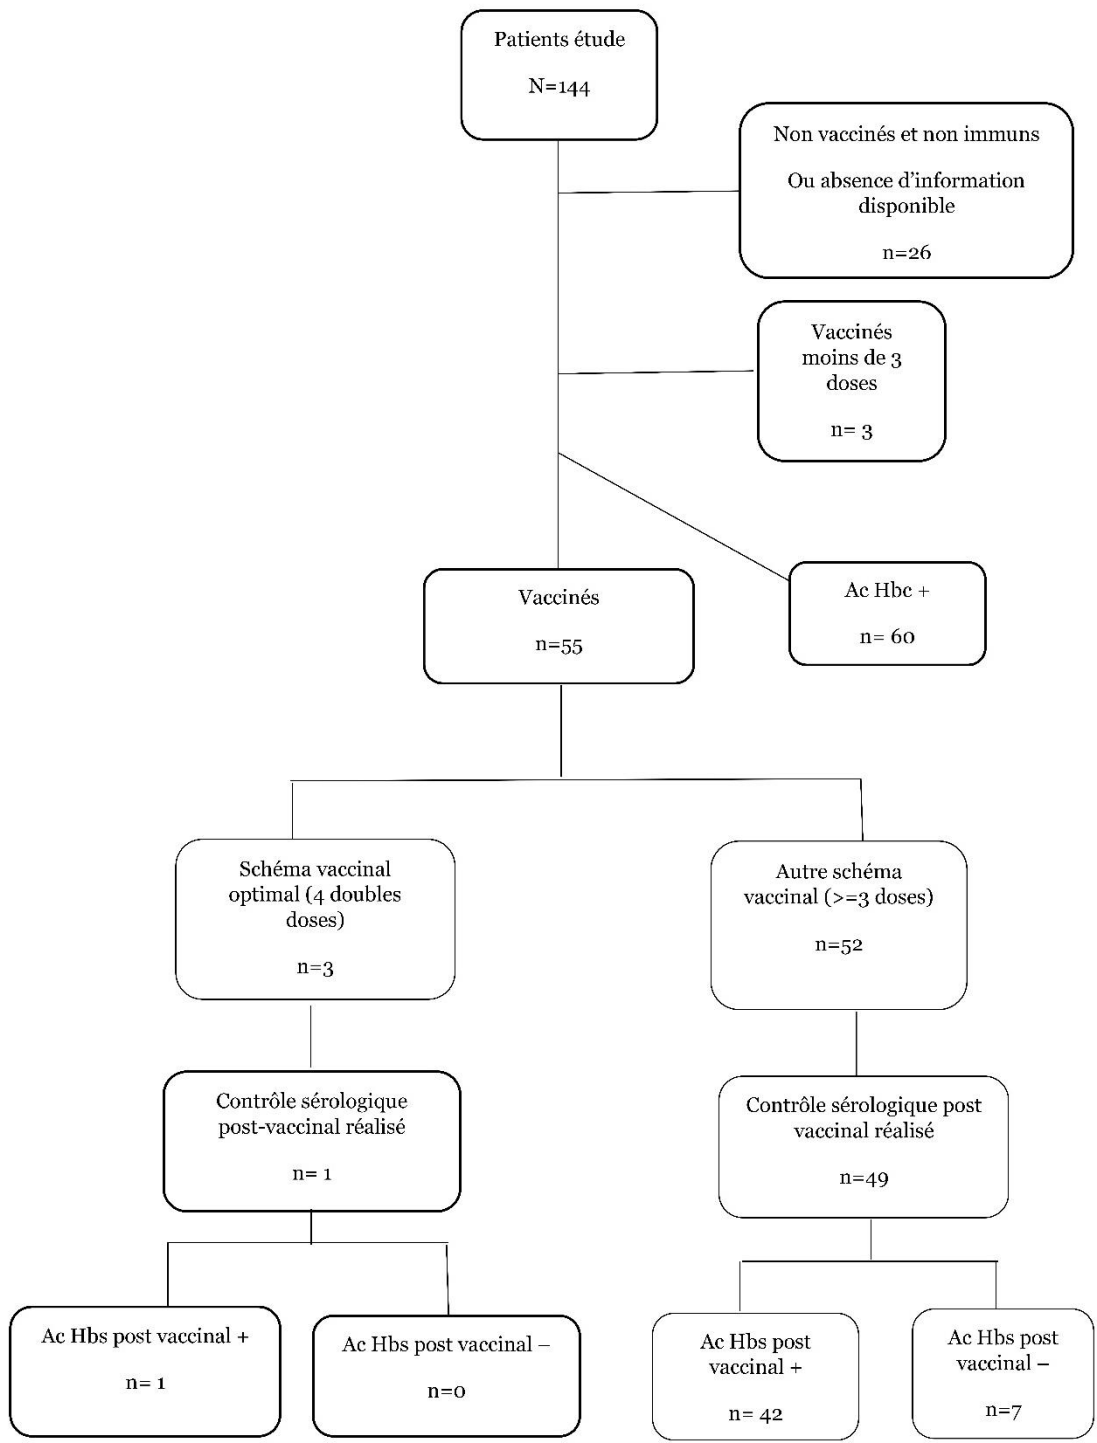 Patients étude
N=144
Non vaccinés et non immuns
Ou absence d'information
disponible
n=26
Vaccinés
moins de 3
doses
n= 3
Ac Hbc +
n= 60
Vaccinés
n=55
Schéma vaccinal
optimal (4 doubles
doses)
n=3
Autre schéma
vaccinal (>=3 doses)
n=52
Contrôle sérologique
post-vaccinal réalisé
n= 1
Contrôle sérologique post
vaccinal réalisé
n=49
Ac Hbs post vaccinal +
n= 1
Ac Hbs post vaccinal –
n=0
Ac Hbs post
vaccinal +
n= 42
Ac Hbs post
vaccinal –
n=7